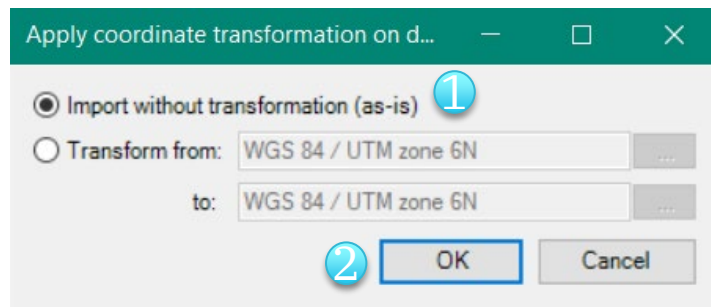 Apply coordinate transformation on d...
Import without transformation (as-is) 1
Transform from: WGS 84 / UTM zone 6N ...
to: WGS 84 / UTM zone 6N ...
2 OK Cancel